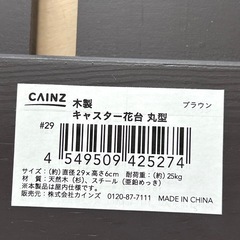 CAINZ
木製
ブラウン
#29
キャスター花台 丸型
4 549509 425274
サイズ：(約)直径29×高さ6cm 耐荷重：(約)25kg
材 質：天然木（杉）、スチール（亜鉛めっき）
※本製品は屋内仕様です。
販売元：株式会社カインズ 0120-87-7111 MADE IN CHINA